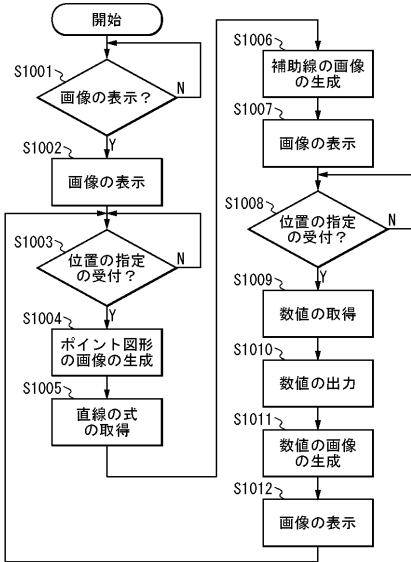 開始
S1001
画像の表示？
N
Y
S1002
画像の表示
S1003
位置の指定
の受付？
N
Y
S1004
ポイント図形
の画像の生成
S1005
直線の式
の取得
S1006
補助線の画像
の生成
S1007
画像の表示
S1008
位置の指定
の受付？
N
Y
S1009
数値の取得
S1010
数値の出力
S1011
数値の画像
の生成
S1012
画像の表示